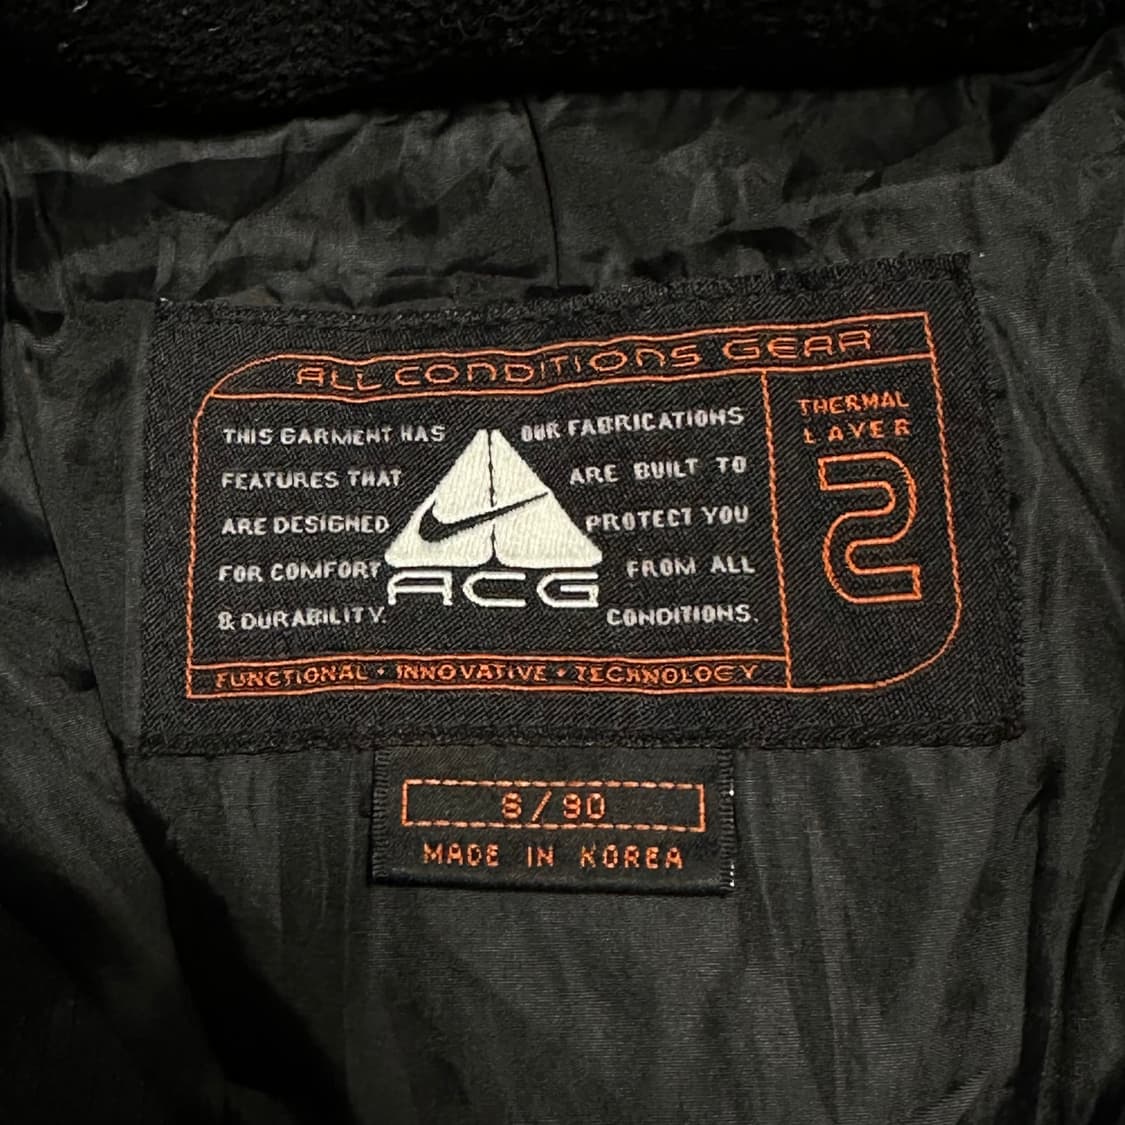 ALL CONDITIONS GEAR
THIS GARMENT HAS
FEATURES THAT
ARE DESIGNED
FOR COMFORT
& DURABILITY.
ACG
OUR FABRICATIONS
ARE BUILT TO
PROTECT YOU
FROM ALL
CONDITIONS.
THERMAL
LAYER
2
FUNCTIONAL • INNOVATIVE • TECHNOLOGY
S/90
MADE IN KOREA